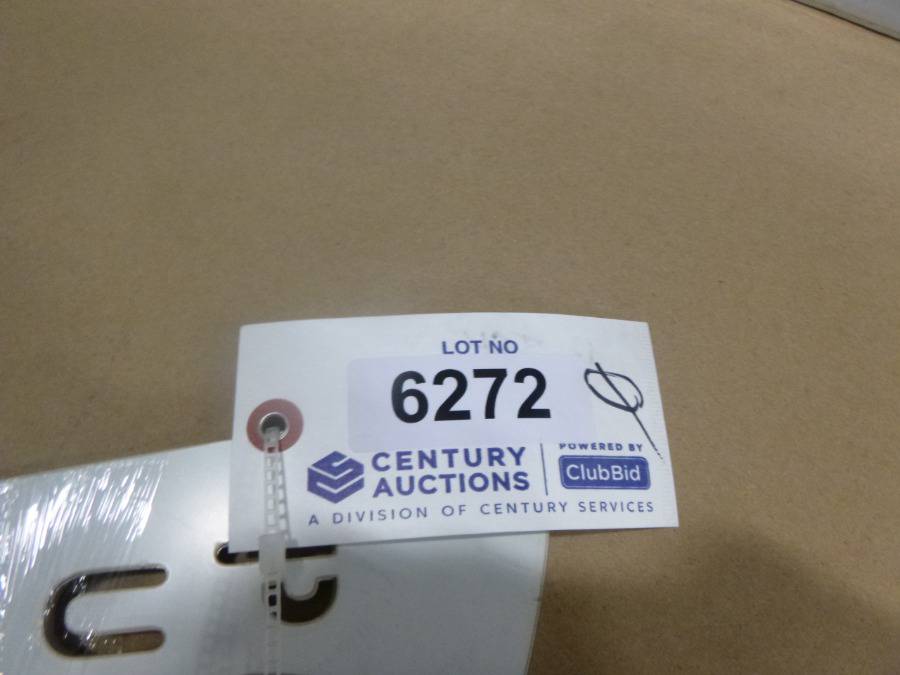 LOT NO
6272
CENTURY
AUCTIONS
POWERED BY
ClubBid
A DIVISION OF CENTURY SERVICES